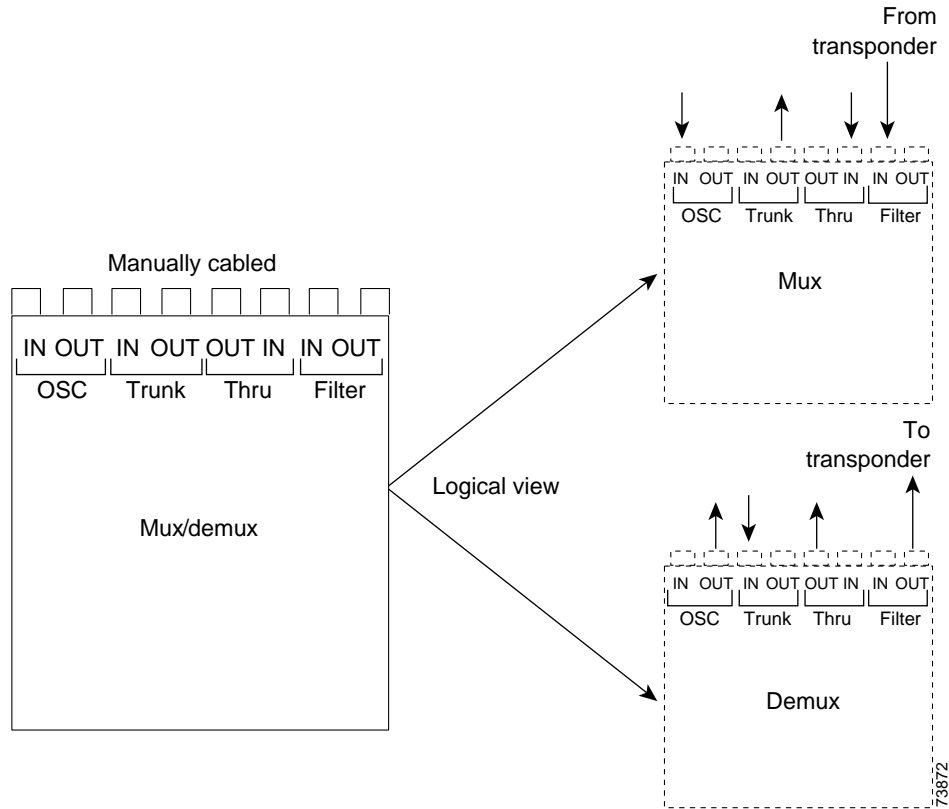 From
transponder
IN OUT IN OUT OUT IN IN OUT
OSC Trunk Thru Filter
Mux
Manually cabled
IN OUT IN OUT OUT IN IN OUT
OSC Trunk Thru Filter
Mux/demux
Logical view
To
transponder
IN OUT IN OUT OUT IN IN OUT
OSC Trunk Thru Filter
Demux
73872